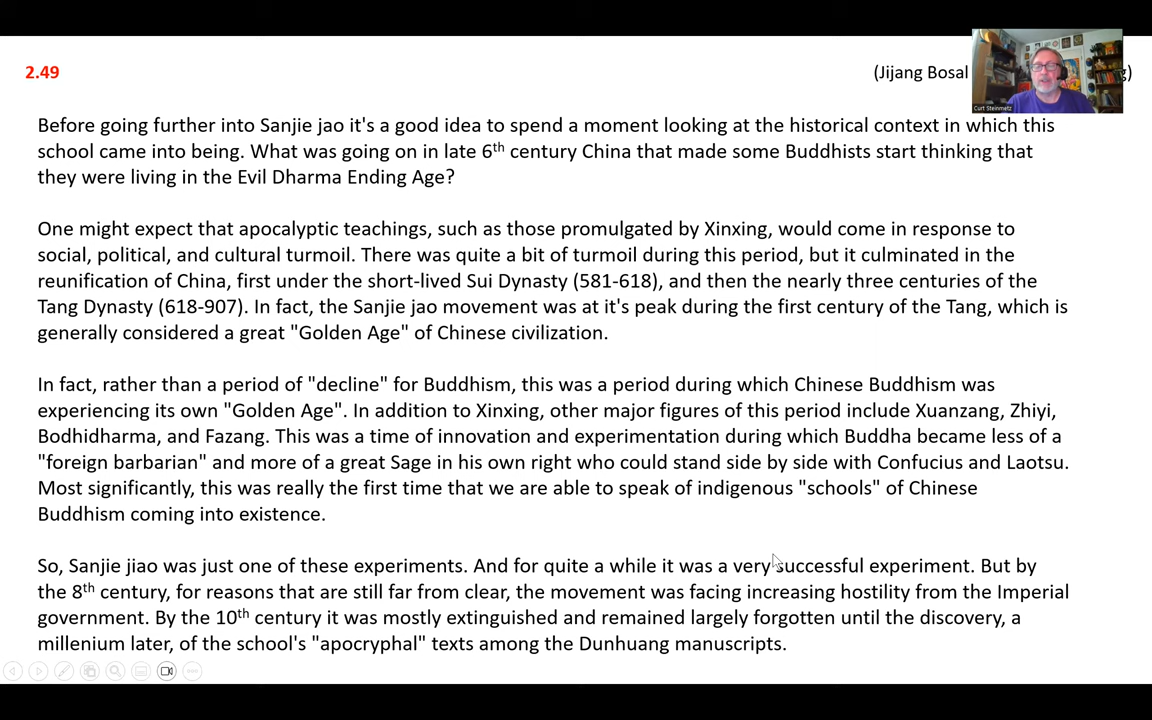 2.49
(Jijang Bosal
Curt Steinmetz
Before going further into Sanjie jao it's a good idea to spend a moment looking at the historical context in which this
school came into being. What was going on in late 6th century China that made some Buddhists start thinking that
they were living in the Evil Dharma Ending Age?
One might expect that apocalyptic teachings, such as those promulgated by Xinxing, would come in response to
social, political, and cultural turmoil. There was quite a bit of turmoil during this period, but it culminated in the
reunification of China, first under the short-lived Sui Dynasty (581-618), and then the nearly three centuries of the
Tang Dynasty (618-907). In fact, the Sanjie jao movement was at it's peak during the first century of the Tang, which is
generally considered a great "Golden Age" of Chinese civilization.
In fact, rather than a period of "decline" for Buddhism, this was a period during which Chinese Buddhism was
experiencing its own "Golden Age". In addition to Xinxing, other major figures of this period include Xuanzang, Zhiyi,
Bodhidharma, and Fazang. This was a time of innovation and experimentation during which Buddha became less of a
"foreign barbarian" and more of a great Sage in his own right who could stand side by side with Confucius and Laotsu.
Most significantly, this was really the first time that we are able to speak of indigenous "schools" of Chinese
Buddhism coming into existence.
So, Sanjie jiao was just one of these experiments. And for quite a while it was a very successful experiment. But by
the 8th century, for reasons that are still far from clear, the movement was facing increasing hostility from the Imperial
government. By the 10th century it was mostly extinguished and remained largely forgotten until the discovery, a
millenium later, of the school's "apocryphal" texts among the Dunhuang manuscripts.